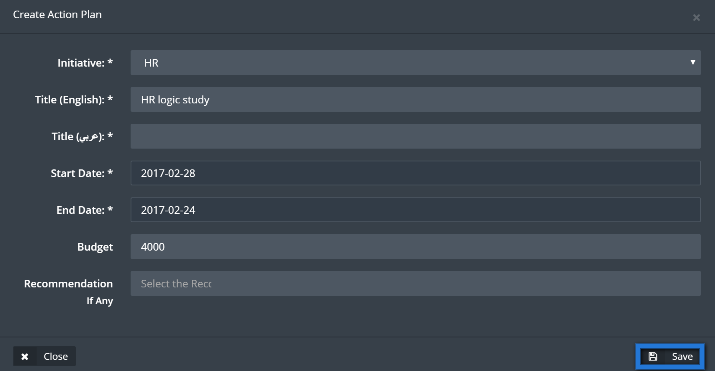 Create Action Plan
×
Initiative: * HR
Title (English): * HR logic study
Title (عربي): *
Start Date: * 2017-02-28
End Date: * 2017-02-24
Budget 4000
Recommendation Select the Recc
If Any
Close Save